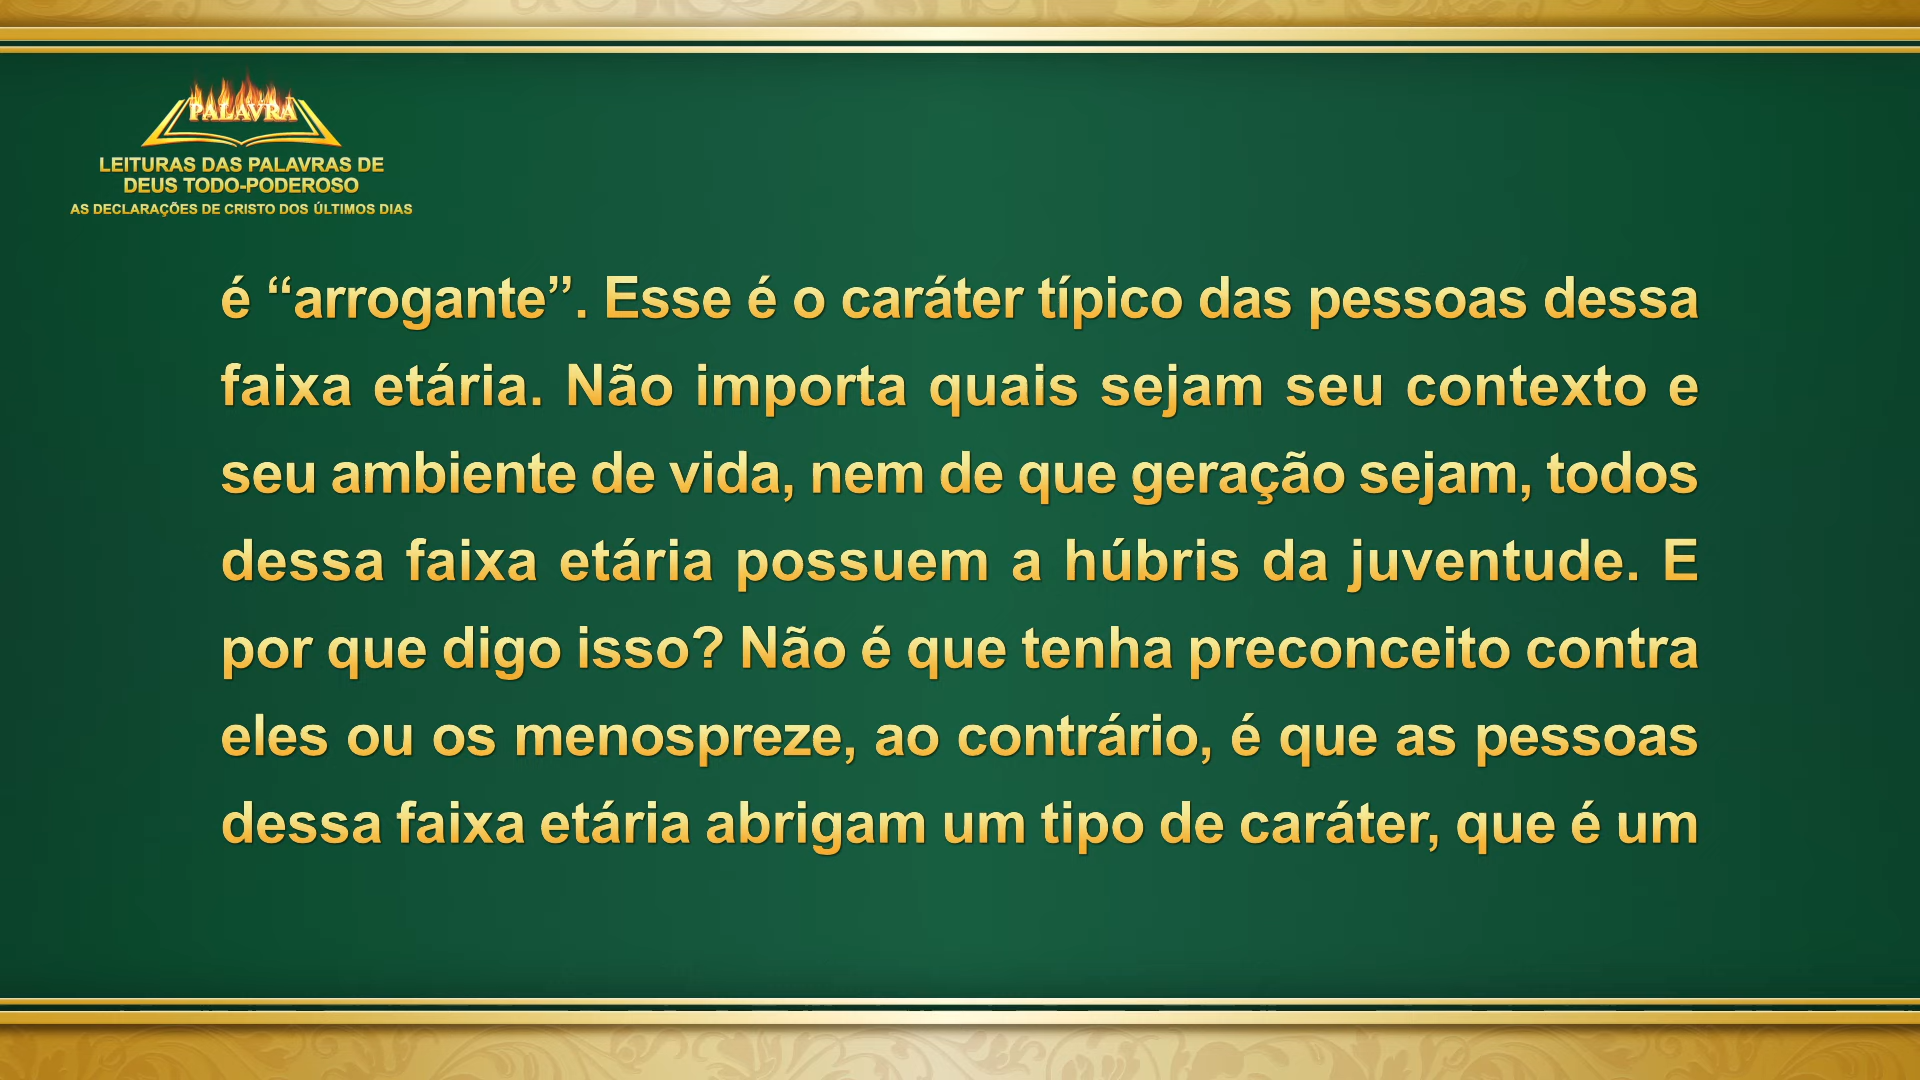 PALAVRA
LEITURAS DAS PALAVRAS DE
DEUS TODO-PODEROSO
AS DECLARAÇÕES DE CRISTO DOS ÚLTIMOS DIAS
é “arrogante”. Esse é o caráter típico das pessoas dessa
faixa etária. Não importa quais sejam seu contexto e
seu ambiente de vida, nem de que geração sejam, todos
dessa faixa etária possuem a húbris da juventude. E
por que digo isso? Não é que tenha preconceito contra
eles ou os menospreze, ao contrário, é que as pessoas
dessa faixa etária abrigam um tipo de caráter, que é um